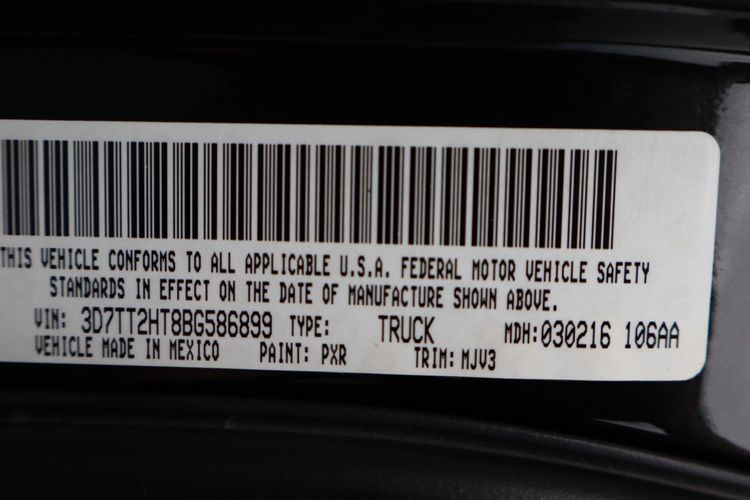 THIS VEHICLE CONFORMS TO ALL APPLICABLE U.S.A. FEDERAL MOTOR VEHICLE SAFETY
STANDARDS IN EFFECT ON THE DATE OF MANUFACTURE SHOWN ABOVE.
VIN: 3D7TT2HT8BG586899 TYPE: TRUCK MDH:030216 106AA
VEHICLE MADE IN MEXICO PAINT: PXR TRIM: MJV3